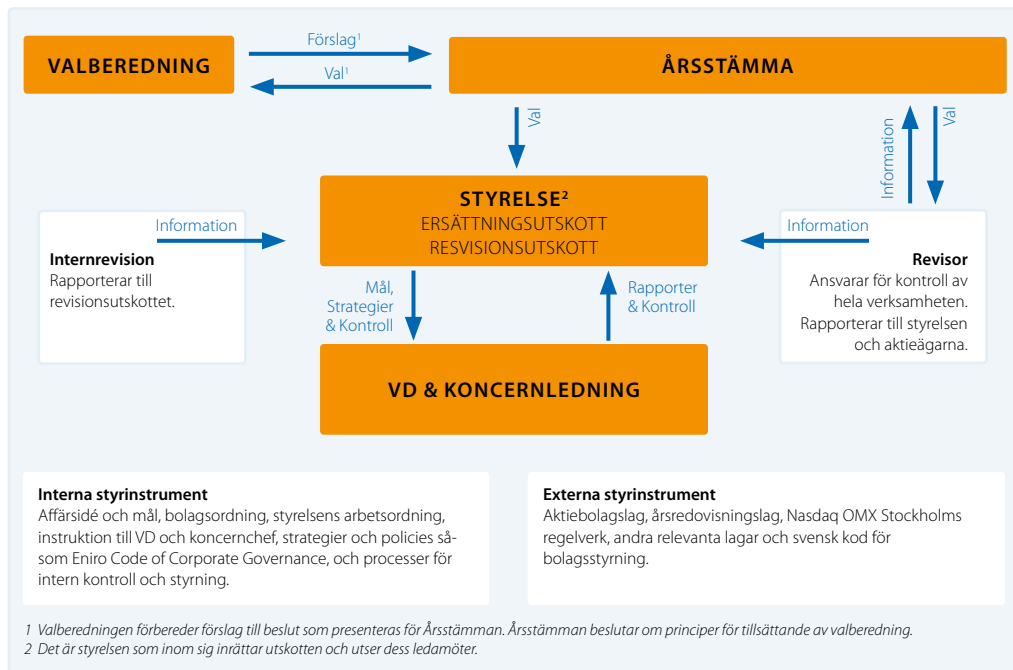 VALBEREDNING
Förslag¹
Val¹
ÅRSSTÄMMA
Val
Information
Val
STYRELSE²
ERSÄTTNINGSUTSKOTT
RESVISIONSUTSKOTT
Information
Internrevision
Rapporterar till
revisionsutskottet.
Information
Revisor
Ansvarar för kontroll av
hela verksamheten.
Rapporterar till styrelsen
och aktieägarna.
Mål,
Strategier
& Kontroll
Rapporter
& Kontroll
VD & KONCERNLEDNING
Interna styrinstrument
Affärsidé och mål, bolagsordning, styrelsens arbetsordning,
instruktion till VD och koncernchef, strategier och policies så-
som Eniro Code of Corporate Governance, och processer för
intern kontroll och styrning.
Externa styrinstrument
Aktiebolagslag, årsredovisningslag, Nasdaq OMX Stockholms
regelverk, andra relevanta lagar och svensk kod för
bolagsstyrning.
1 Valberedningen förbereder förslag till beslut som presenteras för Årsstämman. Årsstämman beslutar om principer för tillsättande av valberedning.
2 Det är styrelsen som inom sig inrättar utskotten och utser dess ledamöter.